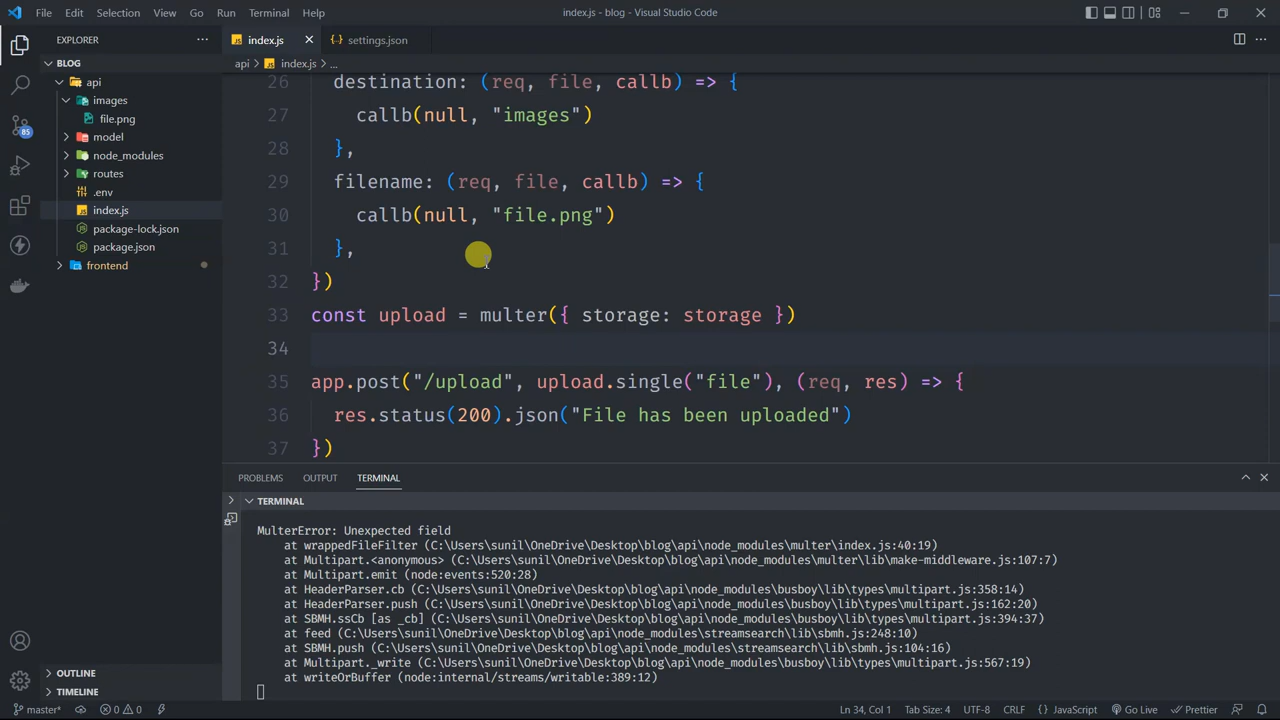 File Edit Selection View Go Run Terminal Help
index.js - blog - Visual Studio Code
EXPLORER
index.js
settings.json
BLOG
api > index.js > ...
api
images
file.png
model
node_modules
routes
.env
index.js
package-lock.json
package.json
frontend
85
26 destination: (req, file, callb) => {
27 callb(null, "images")
28 },
29 filename: (req, file, callb) => {
30 callb(null, "file.png")
31 },
32 })
33 const upload = multer({ storage: storage })
34
35 app.post("/upload", upload.single("file"), (req, res) => {
36 res.status(200).json("File has been uploaded")
37 })
PROBLEMS OUTPUT TERMINAL
TERMINAL
MulterError: Unexpected field
at wrappedFileFilter (C:\Users\sunil\OneDrive\Desktop\blog\api\node_modules\multer\index.js:40:19)
at Multipart.<anonymous> (C:\Users\sunil\OneDrive\Desktop\blog\api\node_modules\multer\lib\make-middleware.js:107:7)
at Multipart.emit (node:events:520:28)
at HeaderParser.cb (C:\Users\sunil\OneDrive\Desktop\blog\api\node_modules\busboy\lib\types\multipart.js:358:14)
at HeaderParser.push (C:\Users\sunil\OneDrive\Desktop\blog\api\node_modules\busboy\lib\types\multipart.js:162:20)
at SBMH.ssCb [as _cb] (C:\Users\sunil\OneDrive\Desktop\blog\api\node_modules\busboy\lib\types\multipart.js:394:37)
at feed (C:\Users\sunil\OneDrive\Desktop\blog\api\node_modules\streamsearch\lib\sbmh.js:248:10)
at SBMH.push (C:\Users\sunil\OneDrive\Desktop\blog\api\node_modules\streamsearch\lib\sbmh.js:104:16)
at Multipart._write (C:\Users\sunil\OneDrive\Desktop\blog\api\node_modules\busboy\lib\types\multipart.js:567:19)
at writeOrBuffer (node:internal/streams/writable:389:12)
OUTLINE
TIMELINE
master* 0 0 Ln 34, Col 1 Tab Size: 4 UTF-8 CRLF { } JavaScript Go Live Prettier